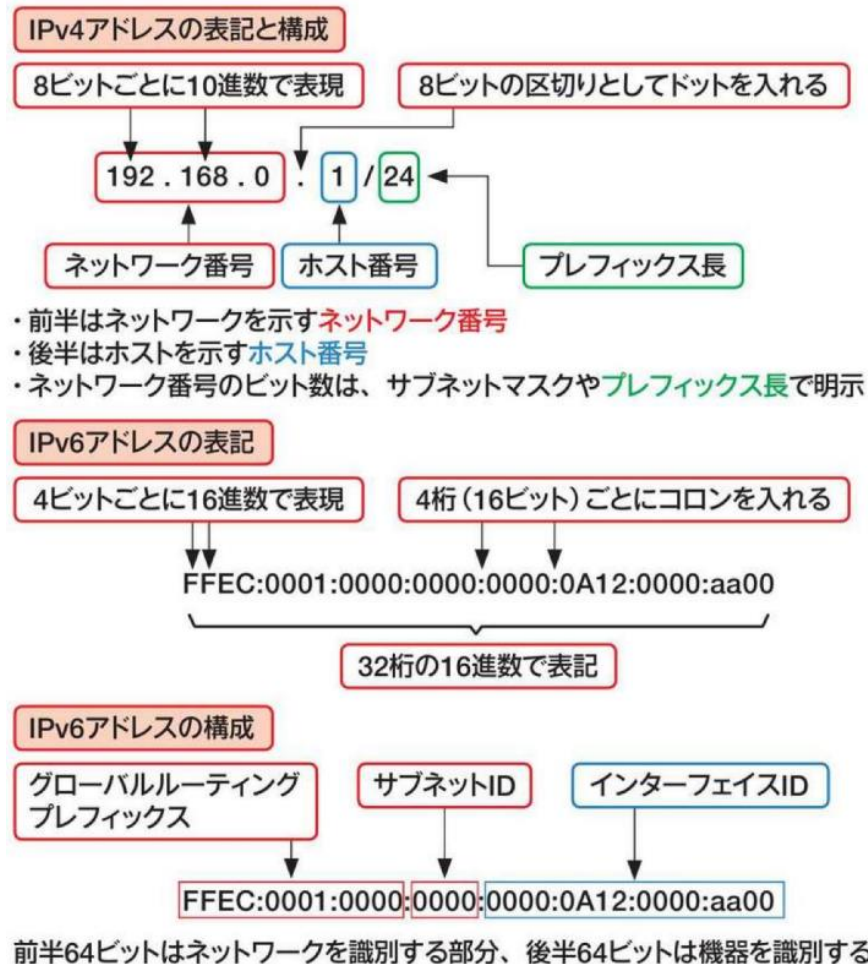 IPv4アドレスの表記と構成
8ビットごとに10進数で表現
8ビットの区切りとしてドットを入れる
192 . 168 . 0 . 1 / 24
ネットワーク番号
ホスト番号
プレフィックス長
・前半はネットワークを示すネットワーク番号
・後半はホストを示すホスト番号
・ネットワーク番号のビット数は、サブネットマスクやプレフィックス長で明示
IPv6アドレスの表記
4ビットごとに16進数で表現
4桁（16ビット）ごとにコロンを入れる
FFEC:0001:0000:0000:0000:0A12:0000:aa00
32桁の16進数で表記
IPv6アドレスの構成
グローバルルーティング
プレフィックス
サブネットID
インターフェイスID
FFEC:0001:0000:0000:0000:0A12:0000:aa00
前半64ビットはネットワークを識別する部分、後半64ビットは機器を識別する